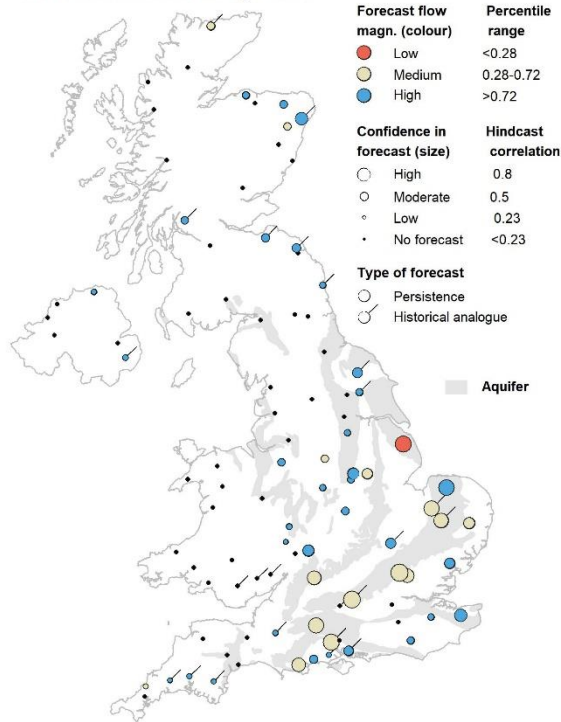 Forecast flow Percentile
magn. (colour) range
Low <0.28
Medium 0.28-0.72
High >0.72
Confidence in Hindcast
forecast (size) correlation
High 0.8
Moderate 0.5
Low 0.23
No forecast <0.23
Type of forecast
Persistence
Historical analogue
Aquifer